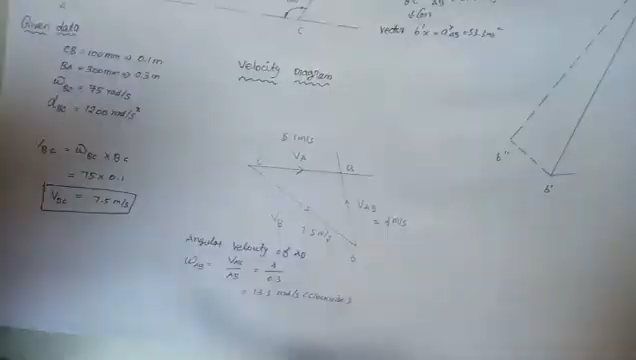 A
C
Vector b'x = a^r_AB = 53.3 m/s²
Given data
CB = 100mm => 0.1m
BA = 300mm => 0.3m
ω_BC = 75 rad/s
α_BC = 1200 rad/s²
Velocity Diagram
V_BC = ω_BC × BC
= 75 × 0.1
V_BC = 7.5 m/s
V_A
a
c
V_AB
= 4 m/s
V_B
7.5 m/s
b
Angular Velocity of AB
ω_AB = V_AB / AB = 4 / 0.3
= 13.3 rad/s (Clockwise)
b''
b'